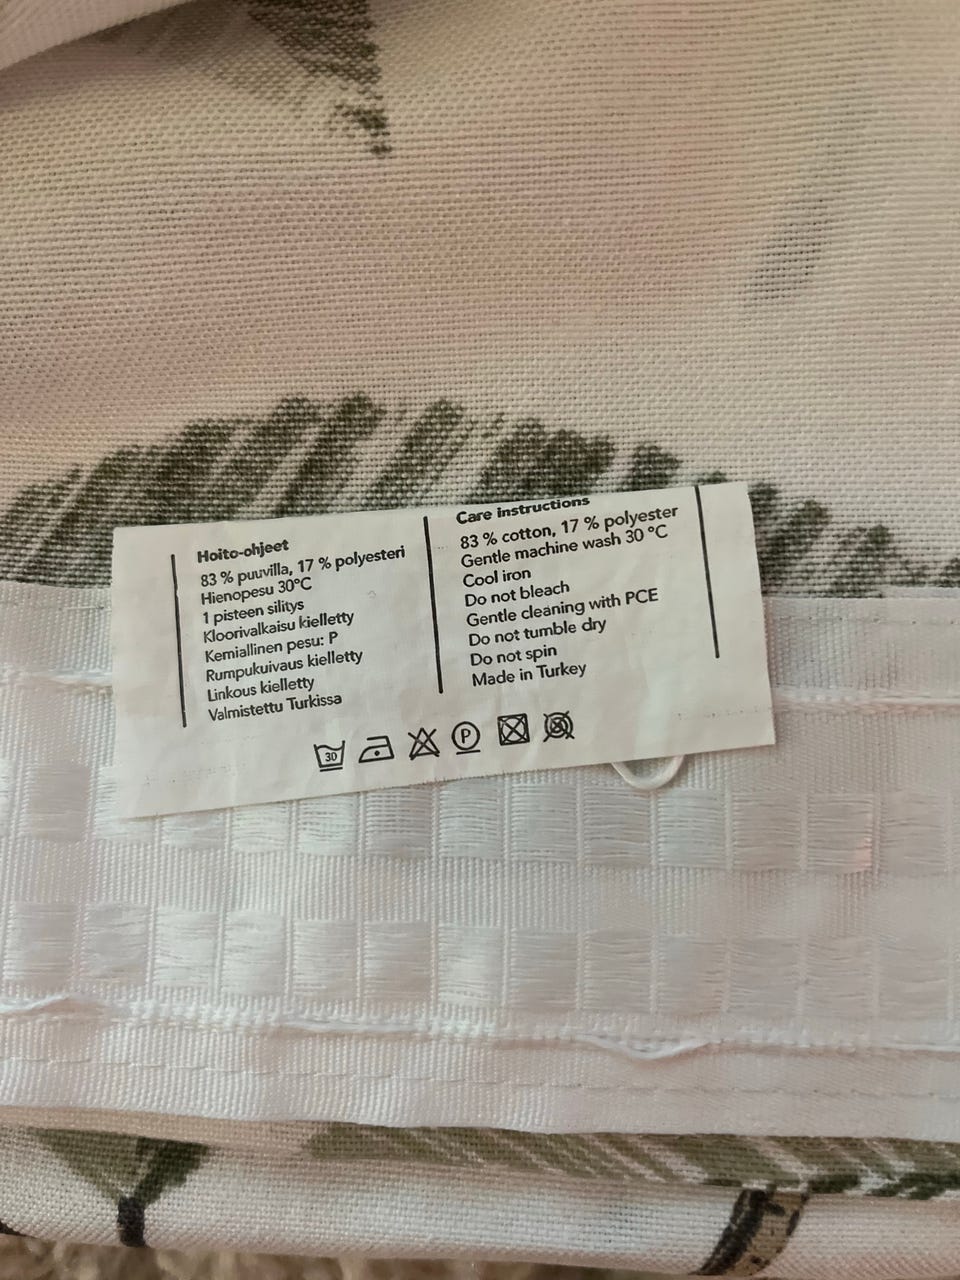 Hoito-ohjeet
83 % puuvilla, 17 % polyesteri
Hienopesu 30°C
1 pisteen silitys
Kloorivalkaisu kielletty
Kemiallinen pesu: P
Rumpukuivaus kielletty
Linkous kielletty
Valmistettu Turkissa
Care instructions
83 % cotton, 17 % polyester
Gentle machine wash 30 °C
Cool iron
Do not bleach
Gentle cleaning with PCE
Do not tumble dry
Do not spin
Made in Turkey
30 P